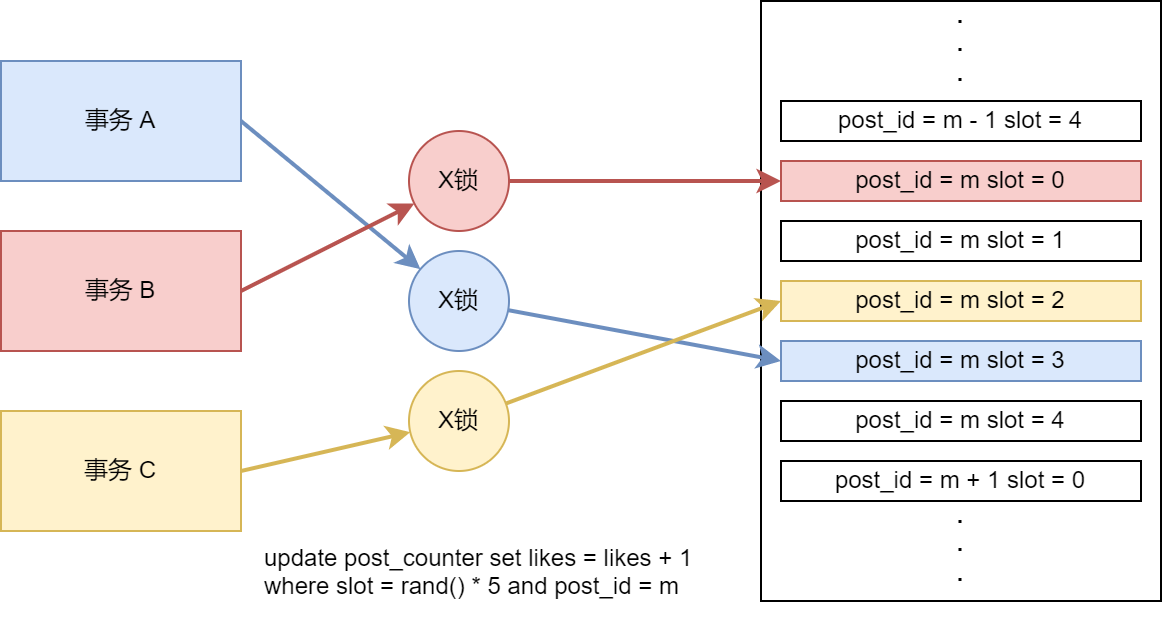 事务 A
事务 B
事务 C
X锁
X锁
X锁
.
.
.
post_id = m - 1 slot = 4
post_id = m slot = 0
post_id = m slot = 1
post_id = m slot = 2
post_id = m slot = 3
post_id = m slot = 4
post_id = m + 1 slot = 0
.
.
.
update post_counter set likes = likes + 1
where slot = rand() * 5 and post_id = m